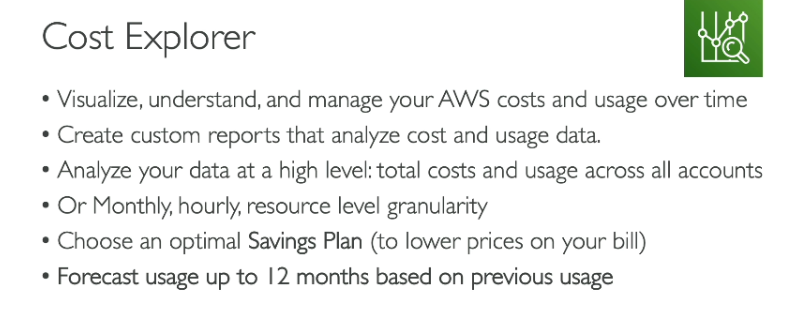 Cost Explorer
• Visualize, understand, and manage your AWS costs and usage over time
• Create custom reports that analyze cost and usage data.
• Analyze your data at a high level: total costs and usage across all accounts
• Or Monthly, hourly, resource level granularity
• Choose an optimal Savings Plan (to lower prices on your bill)
• Forecast usage up to 12 months based on previous usage